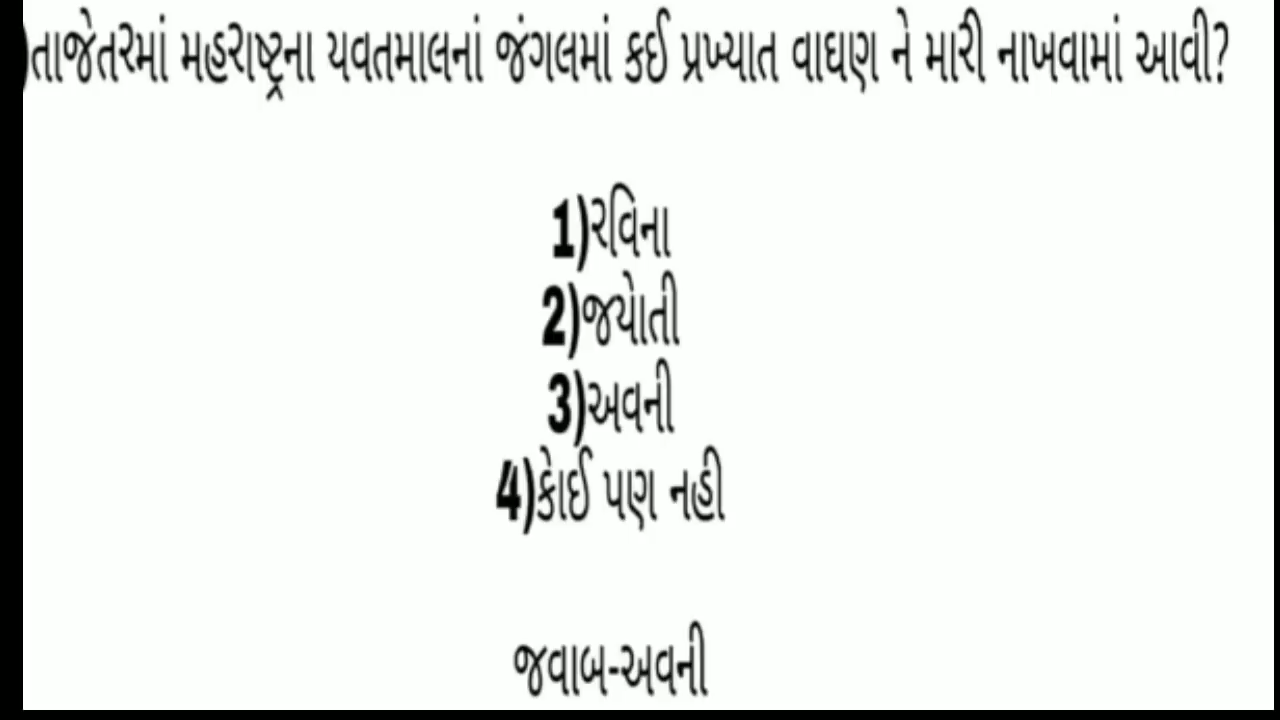 )તાજેતરમાં મહરાષ્ટ્રના યવતમાલનાં જંગલમાં કઈ પ્રખ્યાત વાઘણ ને મારી નાખવામાં આવી?
1)રવિના
2)જયોતી
3)અવની
4)કોઈ પણ નહી
જવાબ-અવની